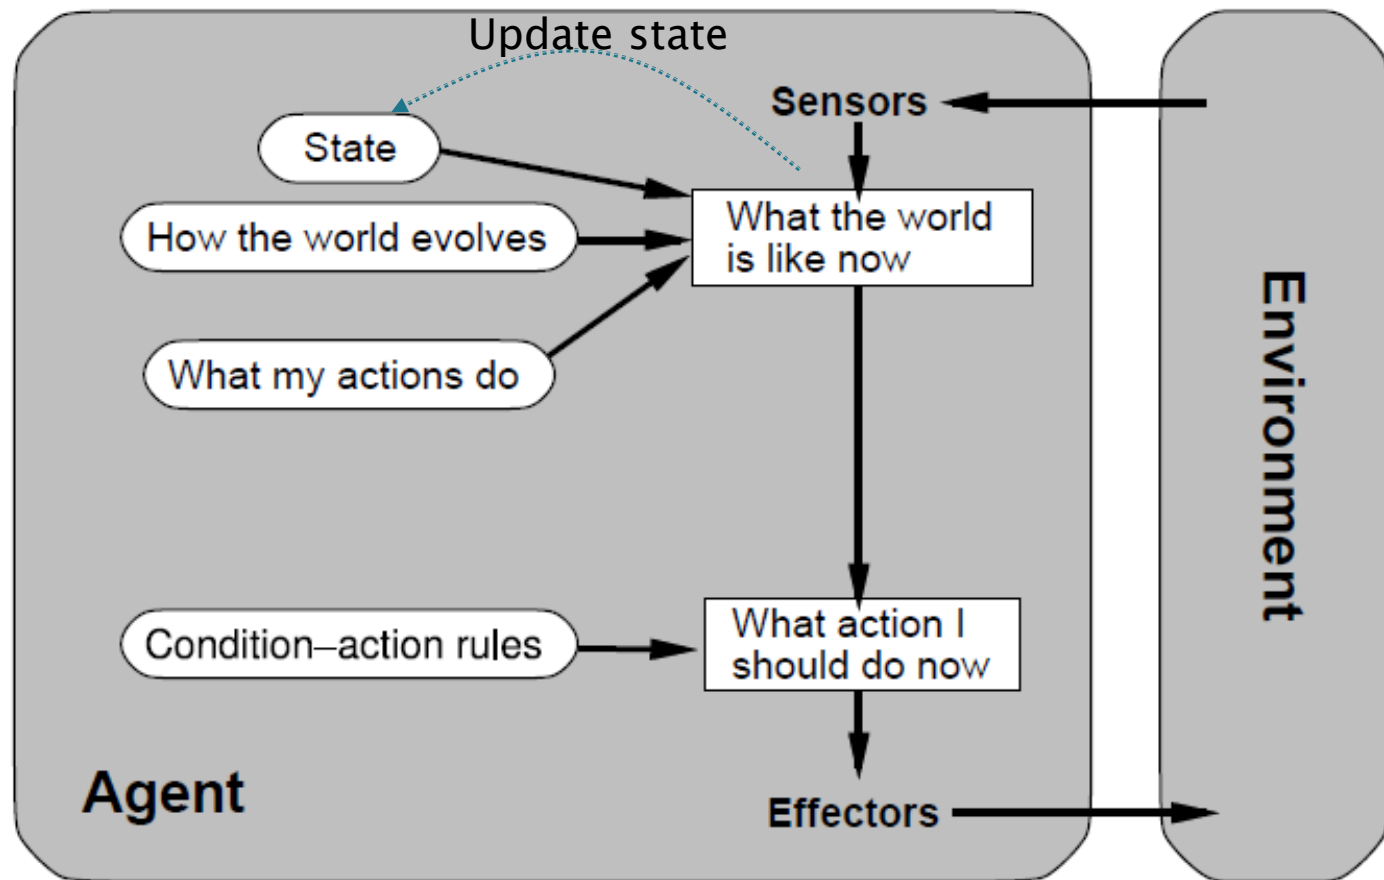 Update state
Sensors
State
What the world
is like now
How the world evolves
What my actions do
Condition–action rules
What action I
should do now
Agent
Effectors
Environment